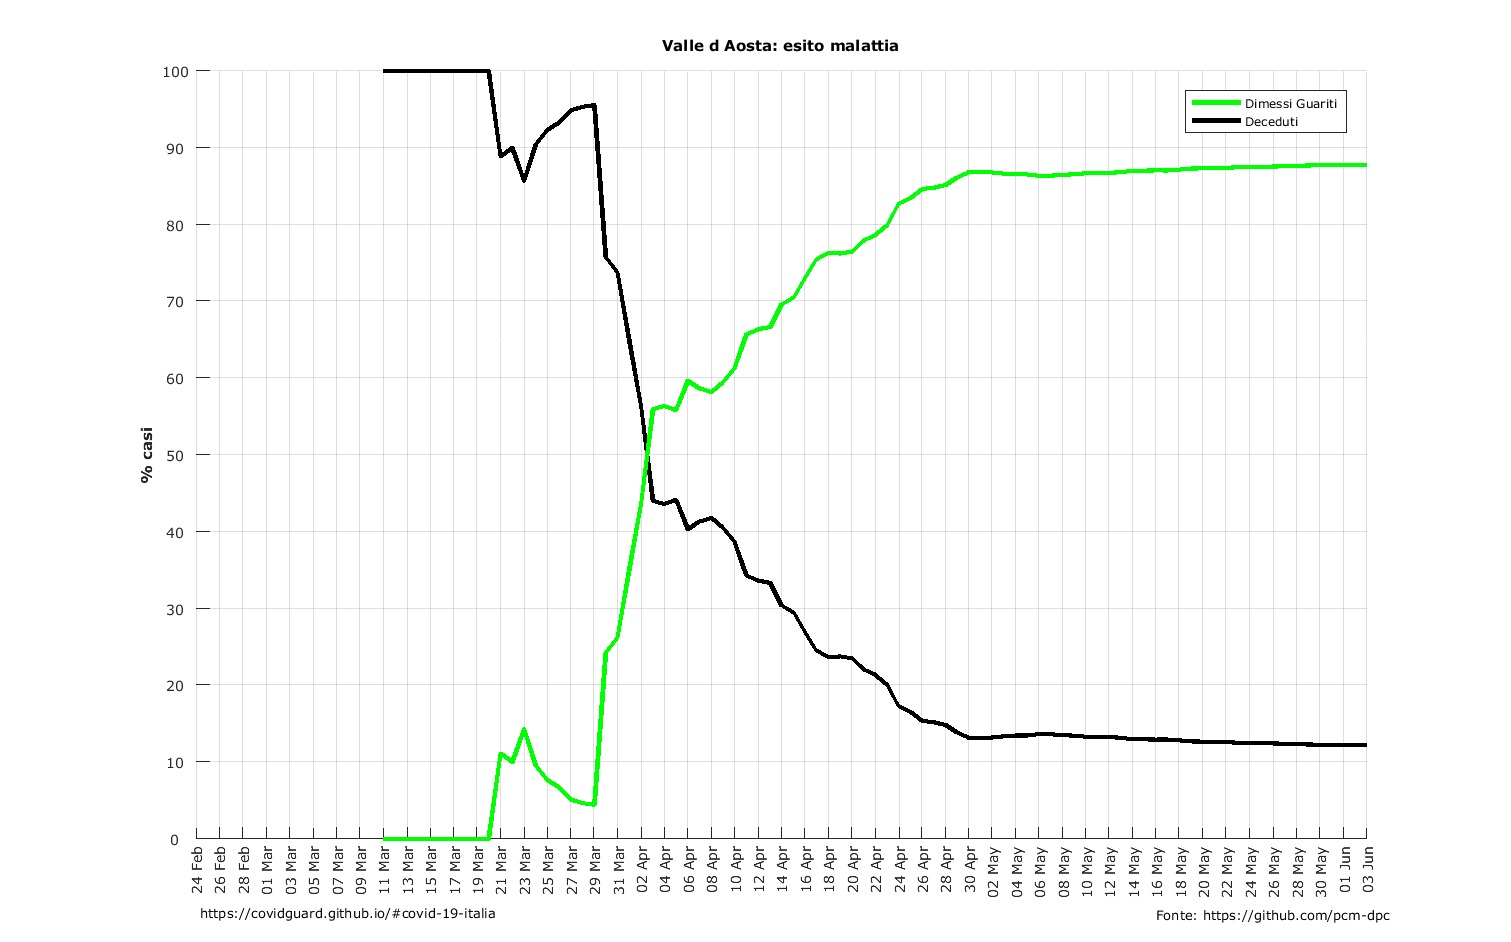 Valle d Aosta: esito malattia
Dimessi Guariti
Deceduti
% casi
100
90
80
70
60
50
40
30
20
10
0
24 Feb
26 Feb
28 Feb
01 Mar
03 Mar
05 Mar
07 Mar
09 Mar
11 Mar
13 Mar
15 Mar
17 Mar
19 Mar
21 Mar
23 Mar
25 Mar
27 Mar
29 Mar
31 Mar
02 Apr
04 Apr
06 Apr
08 Apr
10 Apr
12 Apr
14 Apr
16 Apr
18 Apr
20 Apr
22 Apr
24 Apr
26 Apr
28 Apr
30 Apr
02 May
04 May
06 May
08 May
10 May
12 May
14 May
16 May
18 May
20 May
22 May
24 May
26 May
28 May
30 May
01 Jun
03 Jun
https://covidguard.github.io/#covid-19-italia
Fonte: https://github.com/pcm-dpc